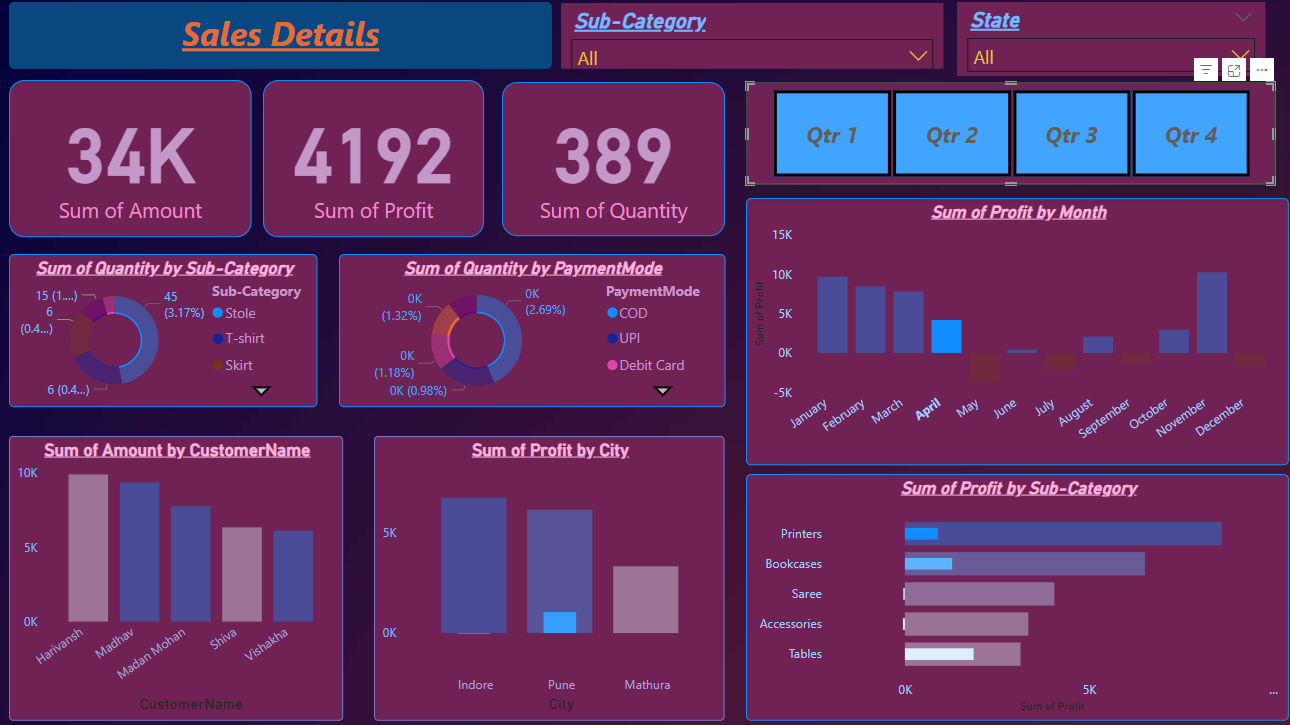 Sales Details
Sub-Category
All
State
All
34K
Sum of Amount
4192
Sum of Profit
389
Sum of Quantity
Qtr 1
Qtr 2
Qtr 3
Qtr 4
Sum of Quantity by Sub-Category
15 (1....)
6
(0.4...)
6 (0.4...)
45
(3.17%)
Sub-Category
Stole
T-shirt
Skirt
Sum of Quantity by PaymentMode
0K
(1.32%)
0K
(1.18%)
0K (0.98%)
0K
(2.69%)
PaymentMode
COD
UPI
Debit Card
Sum of Profit by Month
Sum of Profit
15K
10K
5K
0K
-5K
January
February
March
April
May
June
July
August
September
October
November
December
Sum of Amount by CustomerName
10K
5K
0K
Harivansh
Madhav
Madan Mohan
Shiva
Vishakha
CustomerName
Sum of Profit by City
5K
0K
Indore
Pune
Mathura
City
Sum of Profit by Sub-Category
Printers
Bookcases
Saree
Accessories
Tables
0K
5K
...
Sum of Profit